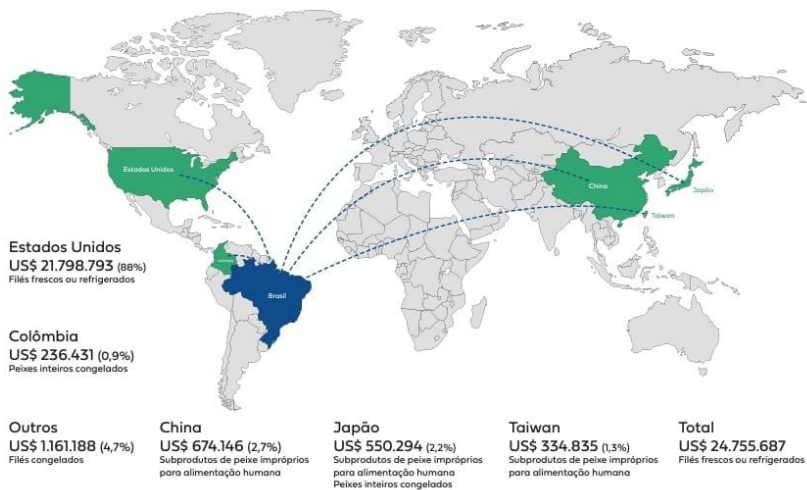 Estados Unidos
China
Japão
Taiwan
Colômbia
Brasil
Estados Unidos
US$ 21.798.793 (88%)
Filés frescos ou refrigerados
Colômbia
US$ 236.431 (0,9%)
Peixes inteiros congelados
Outros
US$ 1.161.188 (4,7%)
Filés congelados
China
US$ 674.146 (2,7%)
Subprodutos de peixe impróprios
para alimentação humana
Japão
US$ 550.294 (2,2%)
Subprodutos de peixe impróprios
para alimentação humana
Peixes inteiros congelados
Taiwan
US$ 334.835 (1,3%)
Subprodutos de peixe impróprios
para alimentação humana
Total
US$ 24.755.687
Filés frescos ou refrigerados